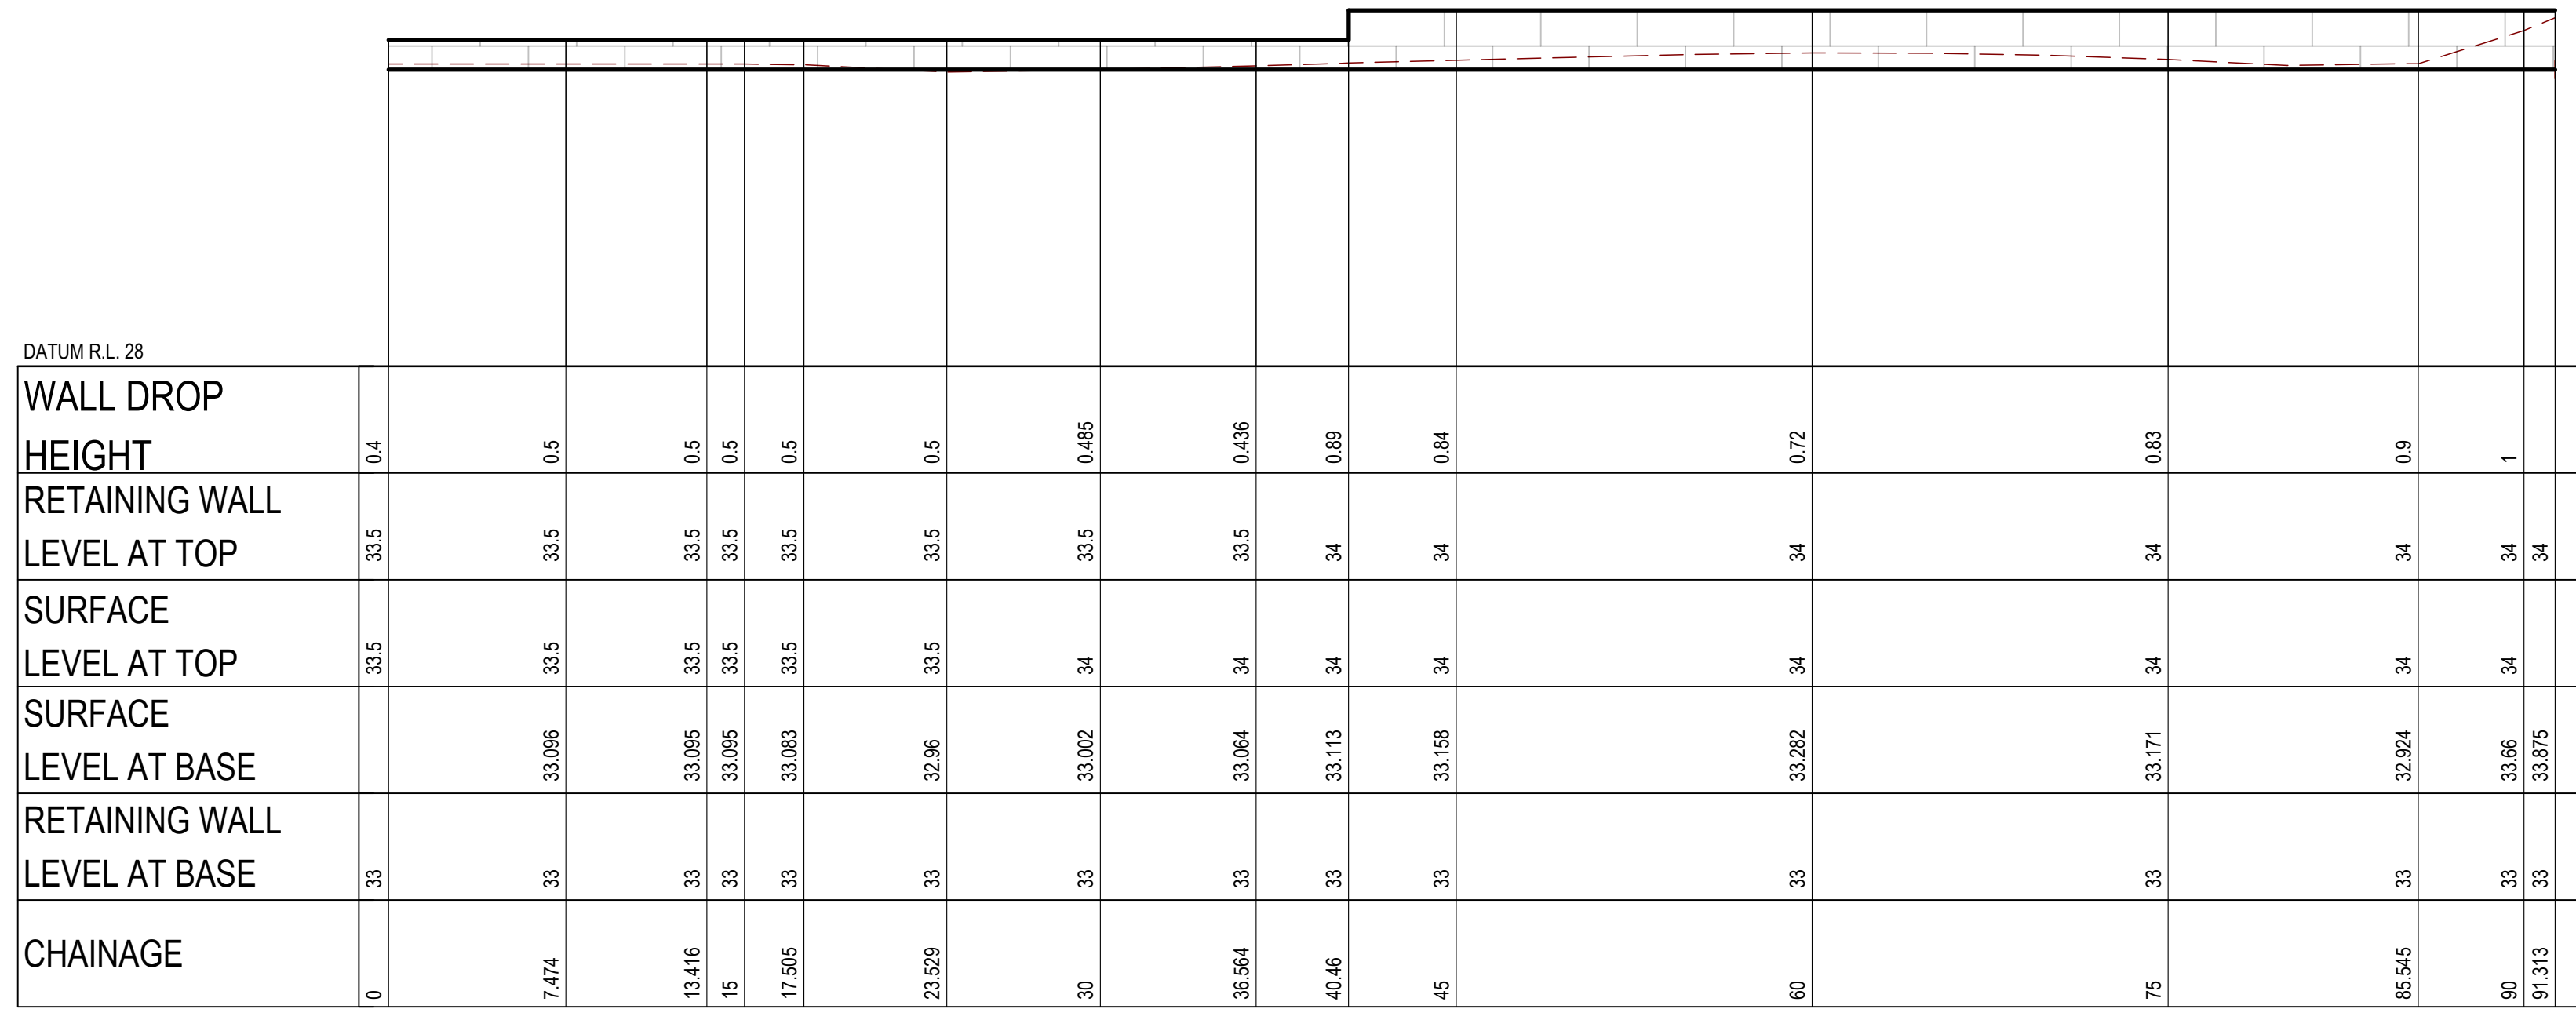 DATUM R.L. 28
WALL DROP
HEIGHT
0.4 0.5 0.5 0.5 0.5 0.5 0.485 0.436 0.89 0.84 0.72 0.83 0.9 1
RETAINING WALL
LEVEL AT TOP
33.5 33.5 33.5 33.5 33.5 33.5 33.5 33.5 34 34 34 34 34 34 34
SURFACE
LEVEL AT TOP
33.5 33.5 33.5 33.5 33.5 33.5 34 34 34 34 34 34 34 34
SURFACE
LEVEL AT BASE
33.096 33.095 33.095 33.083 32.96 33.002 33.064 33.113 33.158 33.282 33.171 32.924 33.66 33.875
RETAINING WALL
LEVEL AT BASE
33 33 33 33 33 33 33 33 33 33 33 33 33 33 33
CHAINAGE
0 7.474 13.416 15 17.505 23.529 30 36.564 40.46 45 60 75 85.545 90 91.313